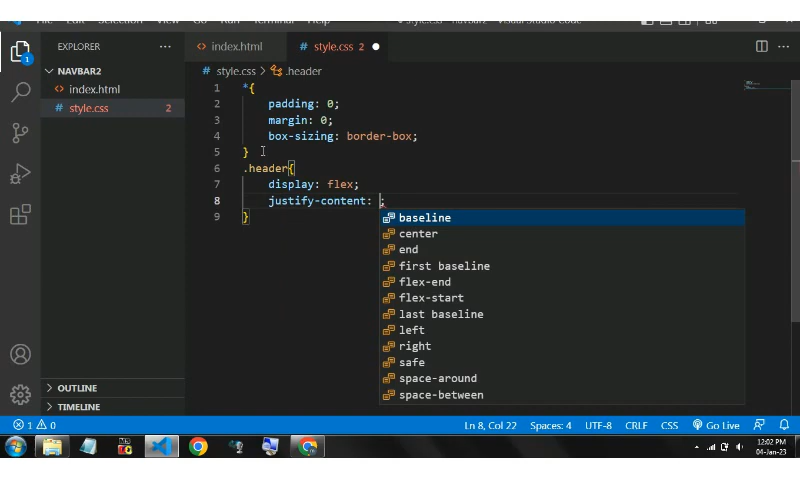 EXPLORER
index.html
style.css 2
NAVBAR2
style.css > .header
index.html
style.css 2
1 *{
2 padding: 0;
3 margin: 0;
4 box-sizing: border-box;
5 }
6 .header{
7 display: flex;
8 justify-content: ;
9 }
baseline
center
end
first baseline
flex-end
flex-start
last baseline
left
right
safe
space-around
space-between
1
OUTLINE
TIMELINE
1 0 Ln 8, Col 22 Spaces: 4 UTF-8 CRLF CSS Go Live
12:02 PM
04-Jan-23